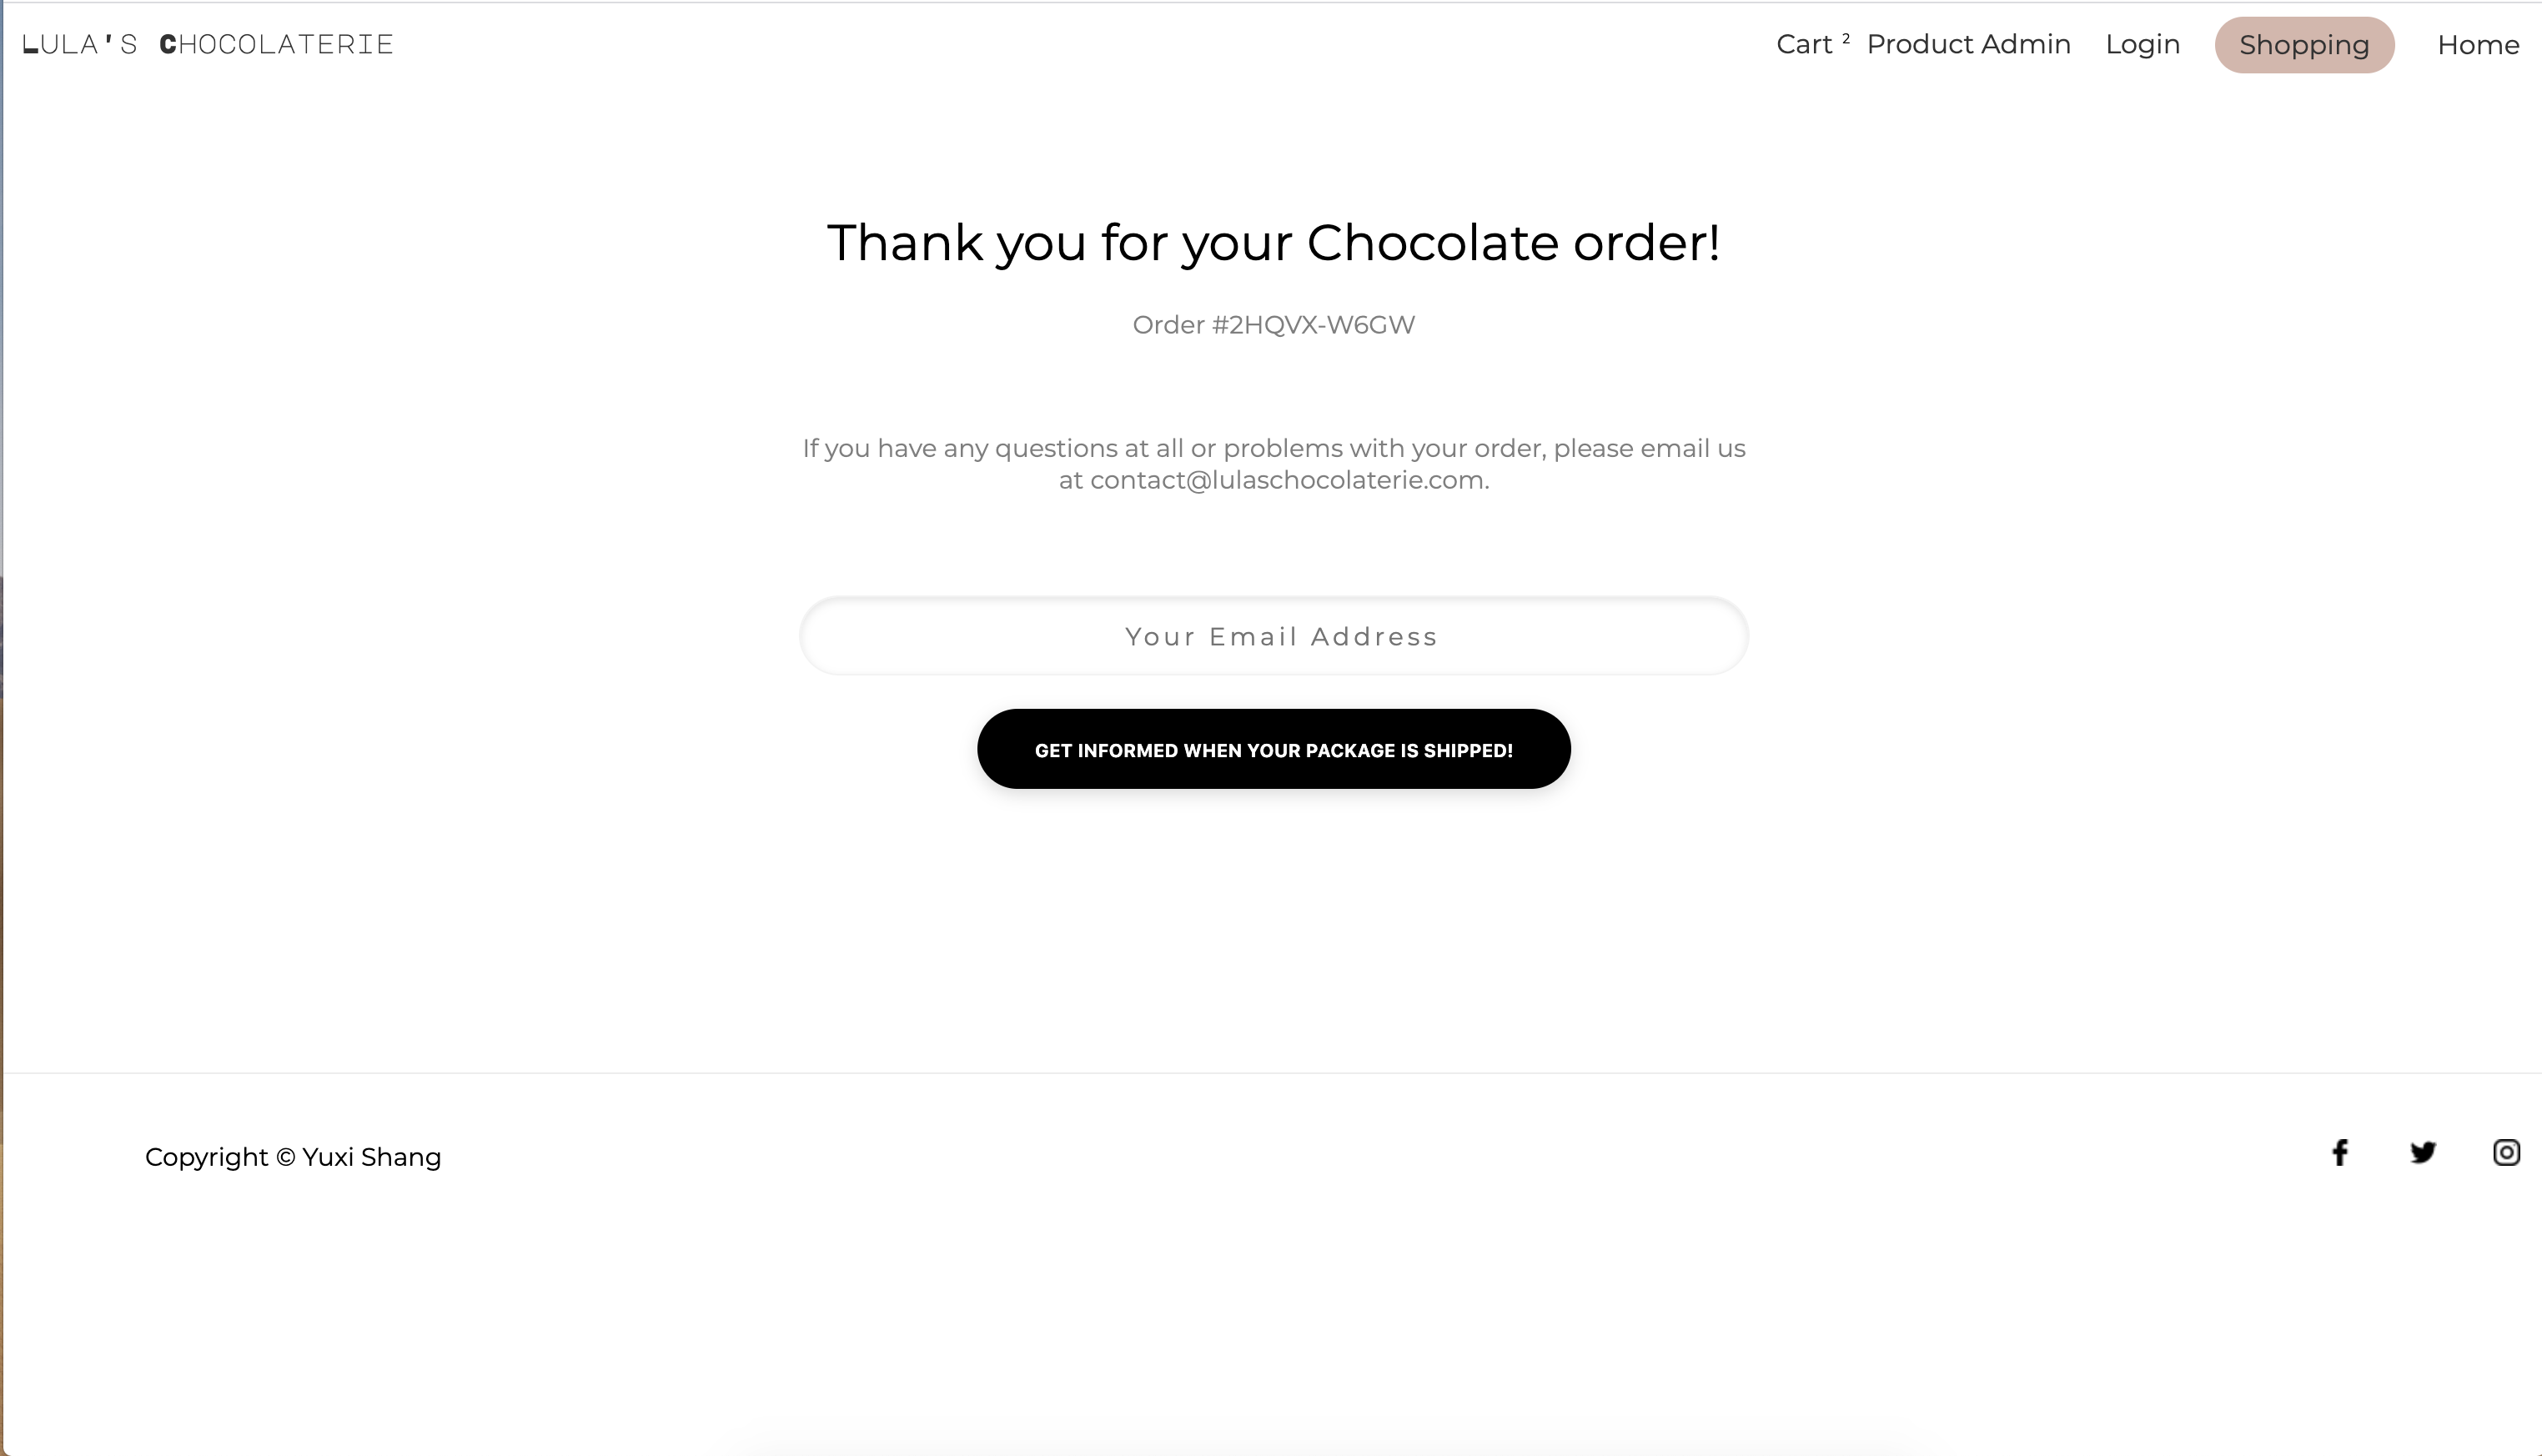 LULA'S CHOCOLATERIE
Cart 2 Product Admin Login Shopping Home
Thank you for your Chocolate order!
Order #2HQVX-W6GW
If you have any questions at all or problems with your order, please email us
at contact@lulaschocolaterie.com.
Your Email Address
GET INFORMED WHEN YOUR PACKAGE IS SHIPPED!
Copyright © Yuxi Shang